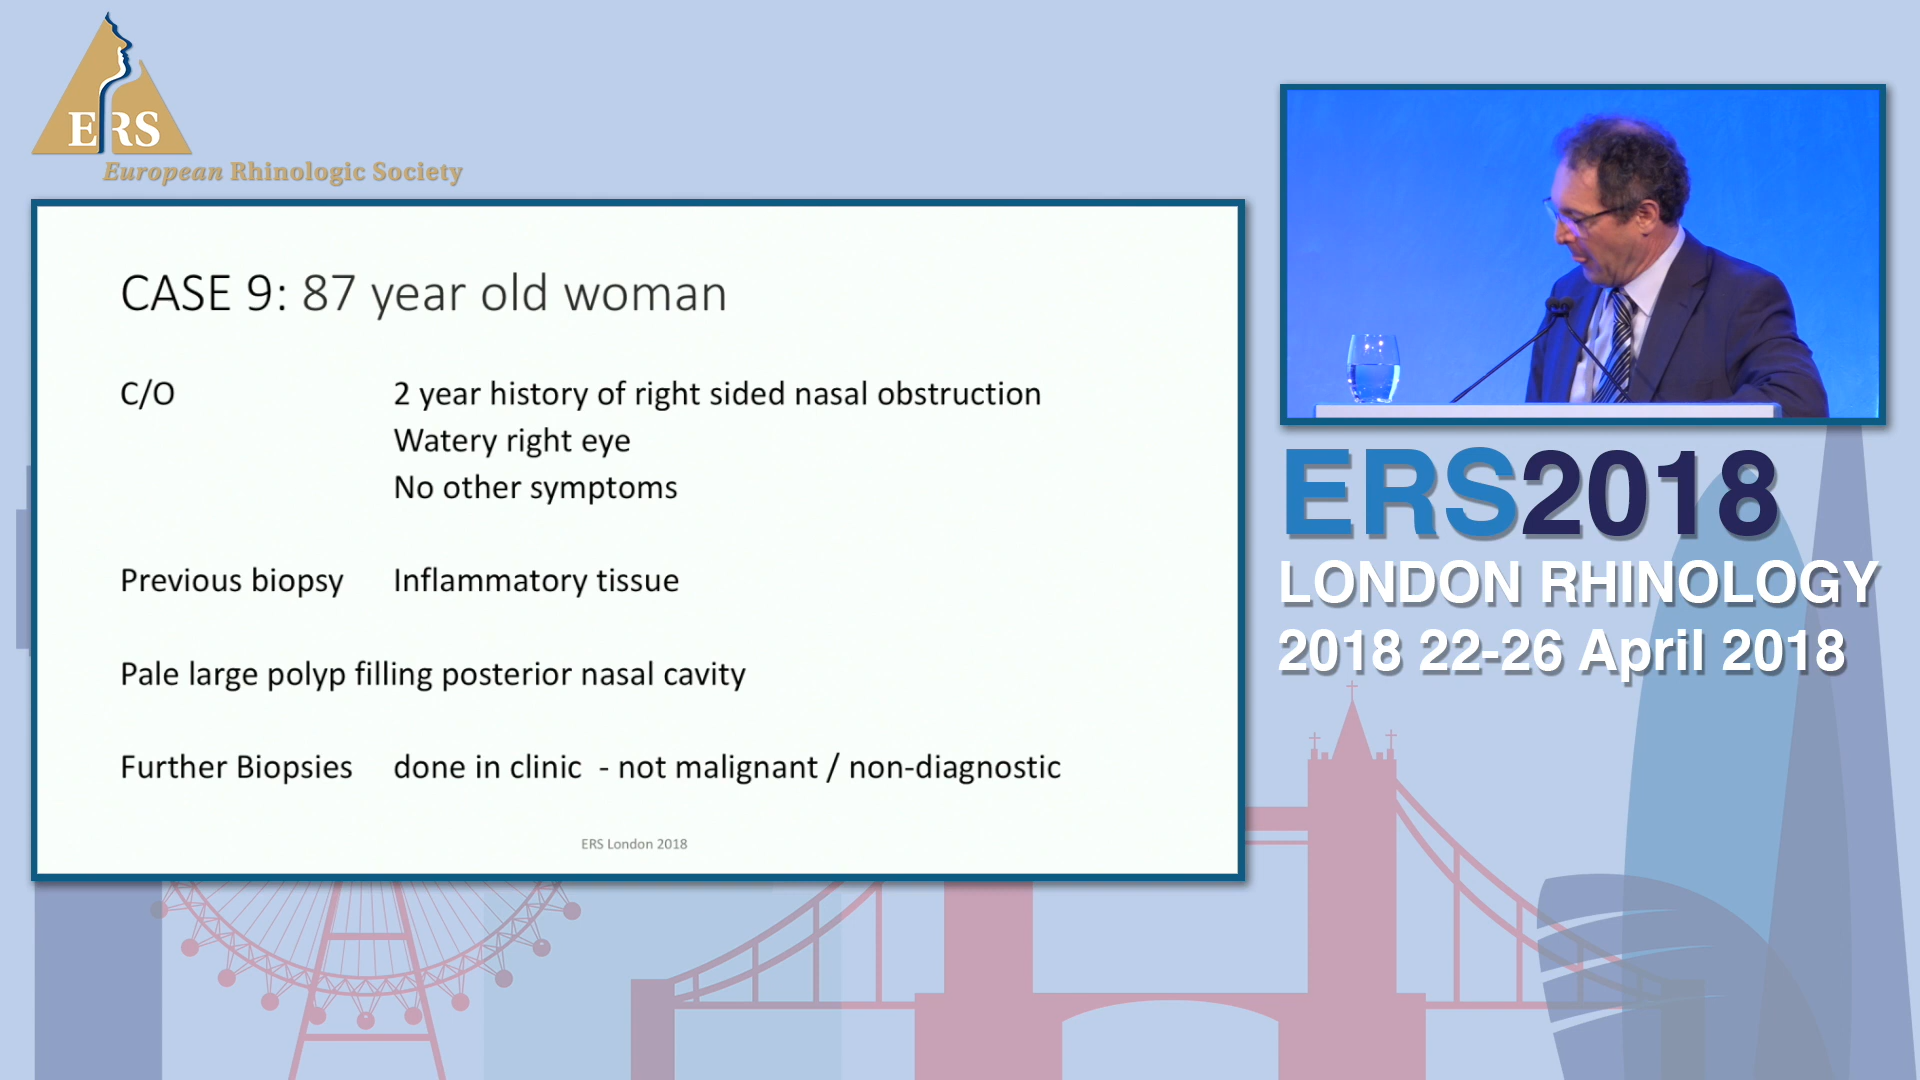 ERS
European Rhinologic Society
CASE 9: 87 year old woman
C/O 2 year history of right sided nasal obstruction
Watery right eye
No other symptoms
Previous biopsy Inflammatory tissue
Pale large polyp filling posterior nasal cavity
Further Biopsies done in clinic - not malignant / non-diagnostic
ERS London 2018
ERS2018
LONDON RHINOLOGY
2018 22-26 April 2018